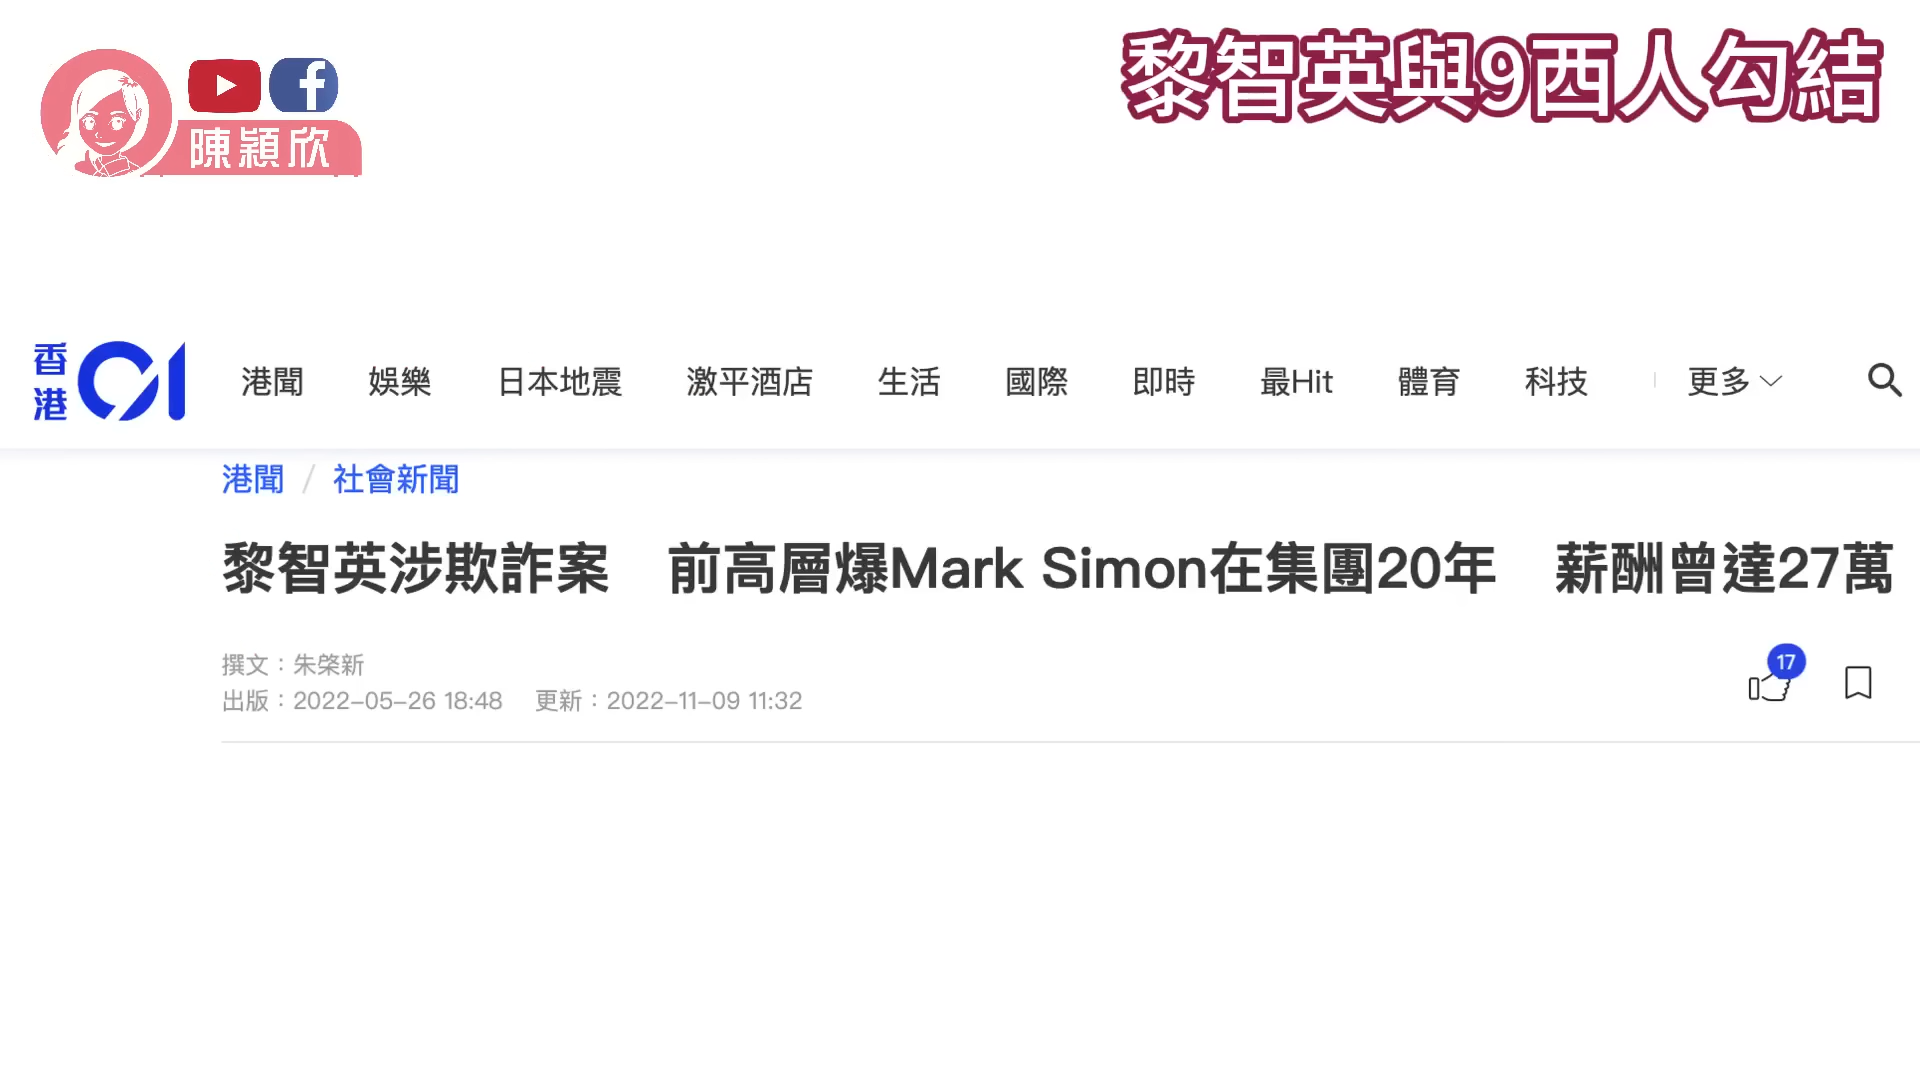 黎智英與9西人勾結
陳穎欣
香港01
港聞 娛樂 日本地震 激平酒店 生活 國際 即時 最Hit 體育 科技 更多
港聞 / 社會新聞
黎智英涉欺詐案 前高層爆Mark Simon在集團20年 薪酬曾達27萬
撰文：朱棨新
出版：2022-05-26 18:48 更新：2022-11-09 11:32
17